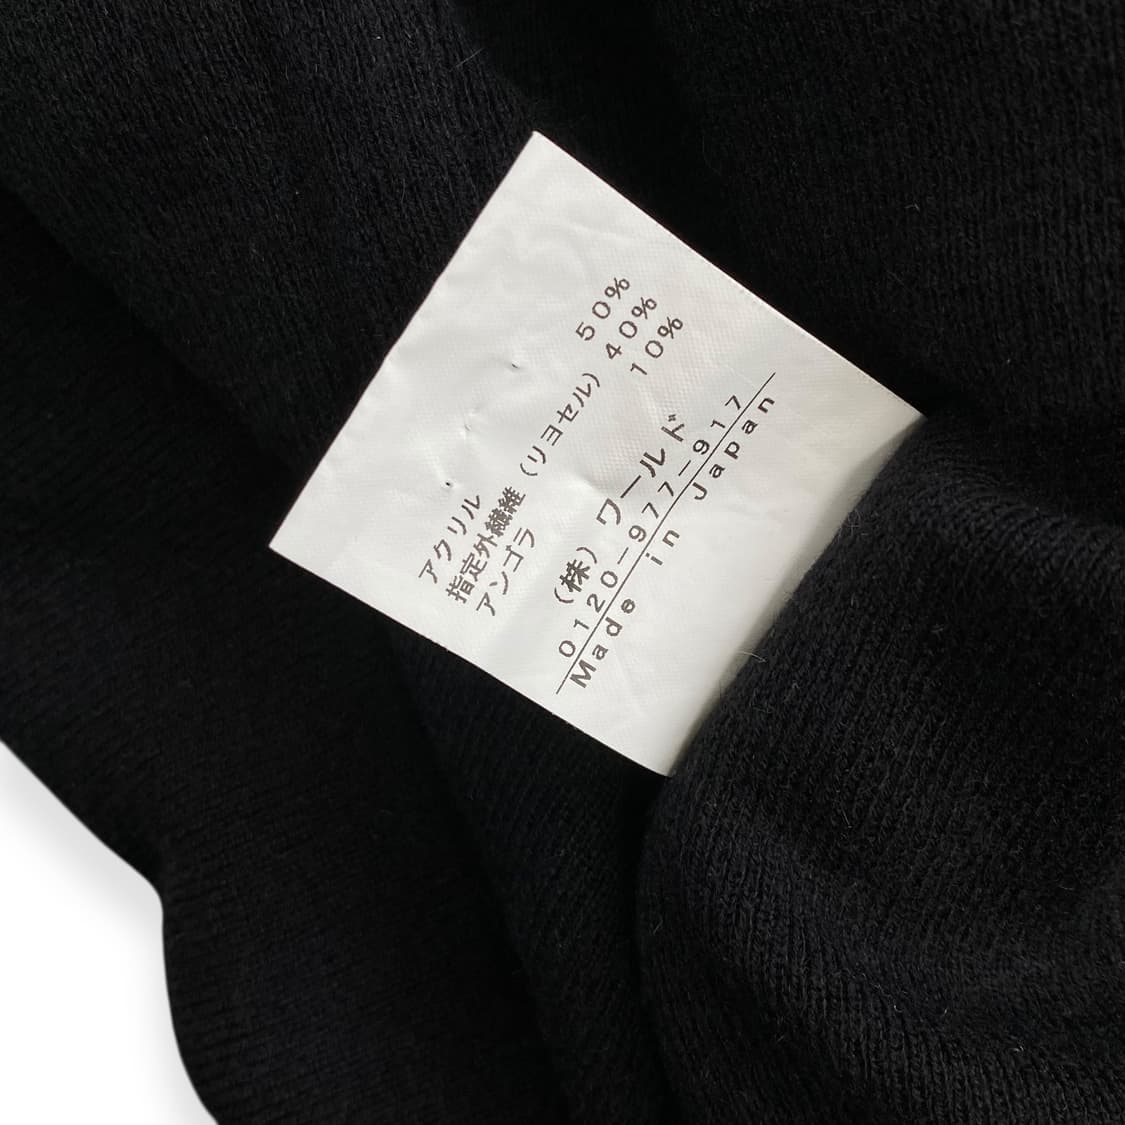 アクリル 50%
指定外繊維(リヨセル) 40%
アンゴラ 10%
(株)ワールド
0120-977-917
Made in Japan